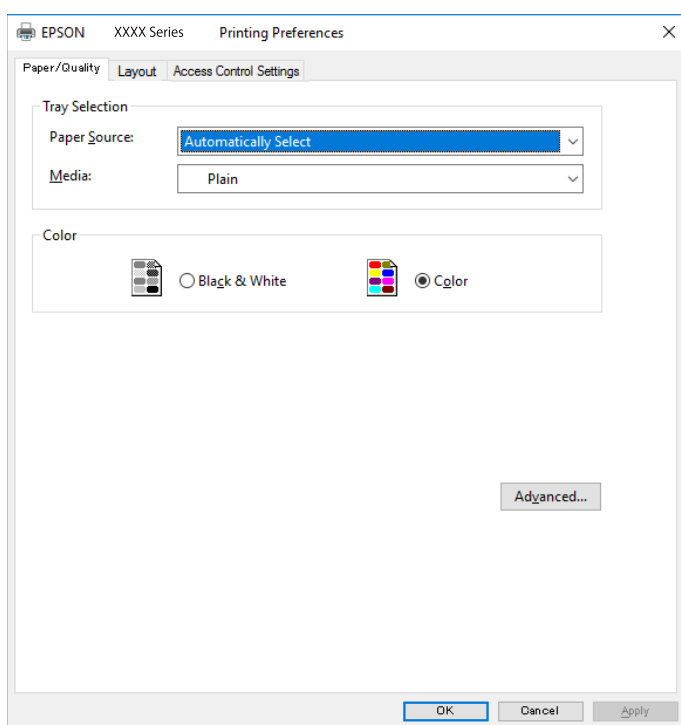 EPSON XXXX Series Printing Preferences
Paper/Quality Layout Access Control Settings
Tray Selection
Paper Source: Automatically Select
Media: Plain
Color
Black & White Color
Advanced...
OK Cancel Apply